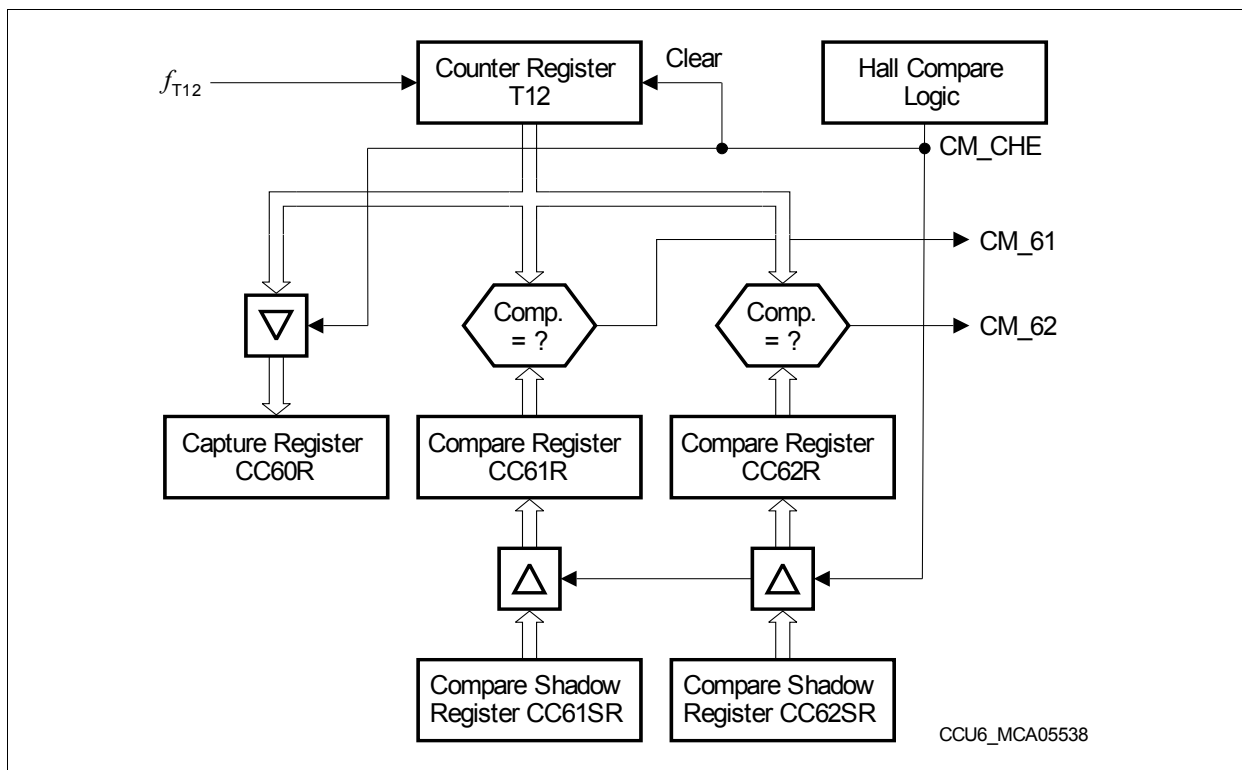 fT12
Counter Register
T12
Clear
Hall Compare
Logic
CM_CHE
CM_61
CM_62
Comp.
= ?
Comp.
= ?
Capture Register
CC60R
Compare Register
CC61R
Compare Register
CC62R
Compare Shadow
Register CC61SR
Compare Shadow
Register CC62SR
CCU6_MCA05538